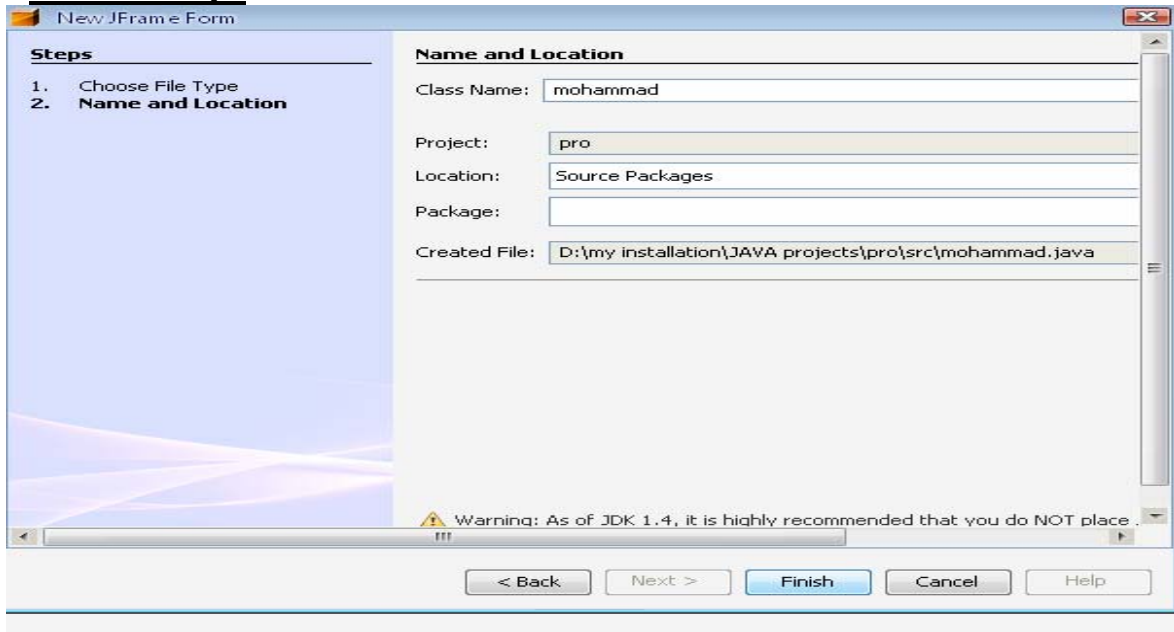 New JFrame Form
Steps
1. Choose File Type
2. Name and Location
Name and Location
Class Name: mohammad
Project: pro
Location: Source Packages
Package:
Created File: D:\my installation\JAVA projects\pro\src\mohammad.java
Warning: As of JDK 1.4, it is highly recommended that you do NOT place .
< Back Next > Finish Cancel Help